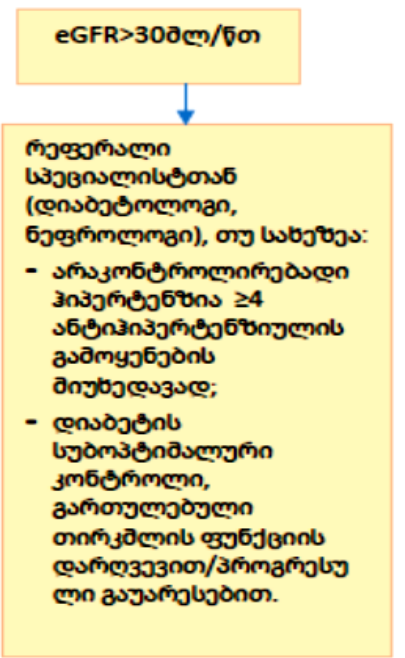 eGFR>30მლ/წთ
რეფერალი
სპეციალისტთან
(დიაბეტოლოგი,
ნეფროლოგი), თუ სახეზეა:
- არაკონტროლირებადი
ჰიპერტენზია ≥4
ანტიჰიპერტენზიულის
გამოყენების
მიუხედავად;
- დიაბეტის
სუბოპტიმალური
კონტროლი,
გართულებული
თირკმლის ფუნქციის
დარღვევით/პროგრესუ
ლი გაუარესებით.